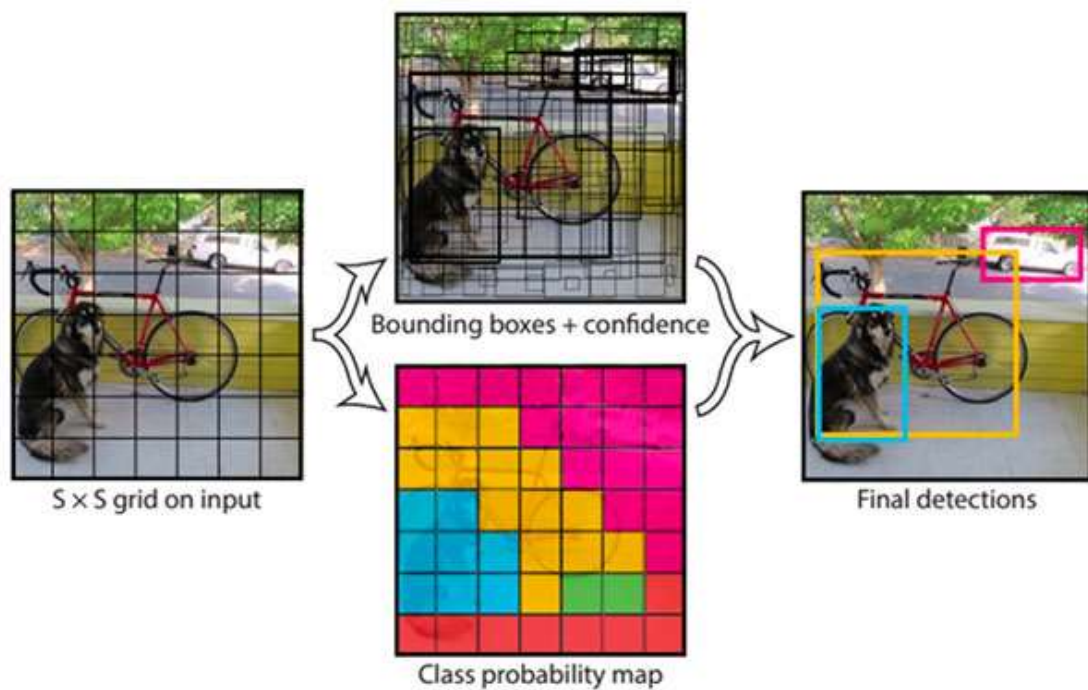 Bounding boxes + confidence
S × S grid on input
Final detections
Class probability map